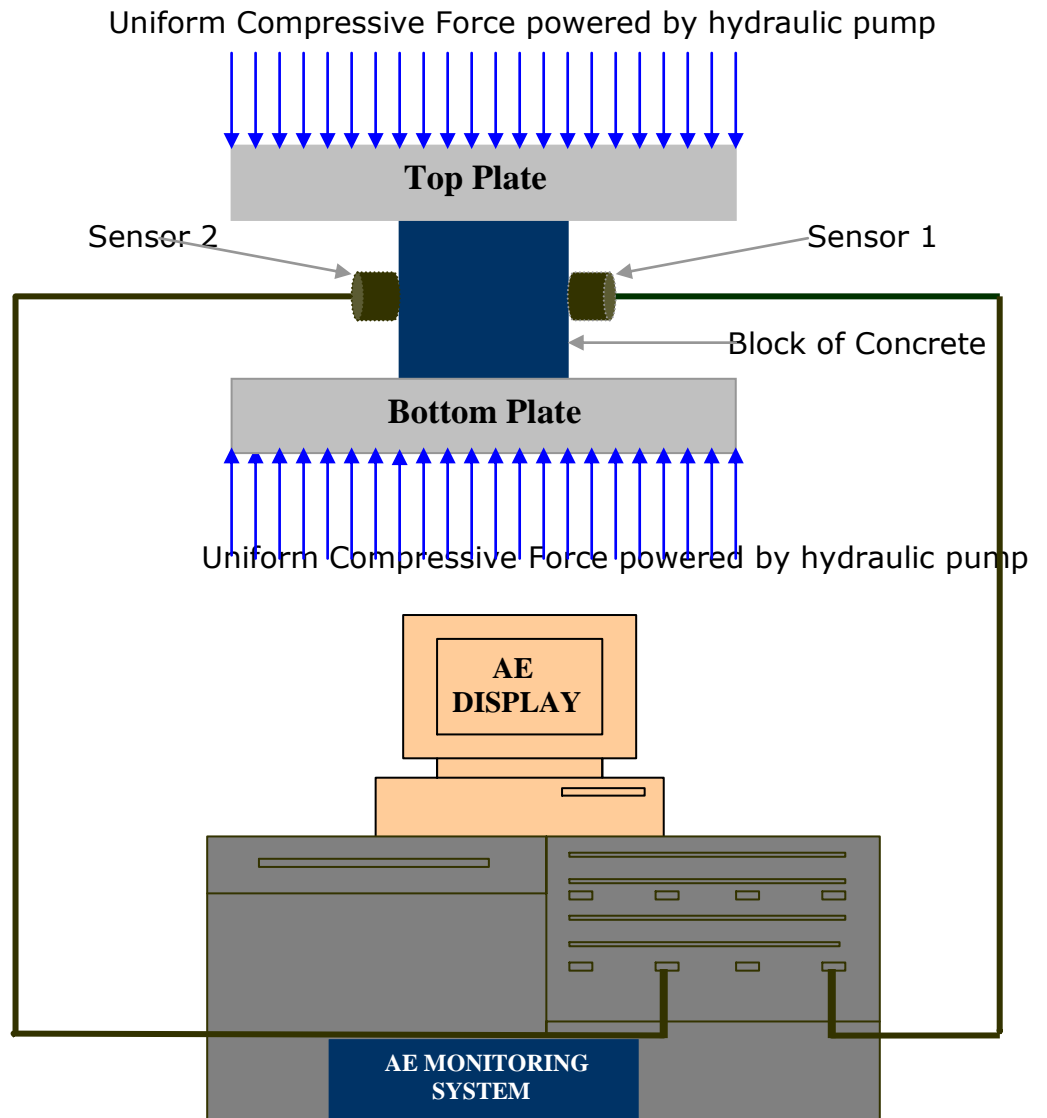 Uniform Compressive Force powered by hydraulic pump
Top Plate
Sensor 2
Sensor 1
Block of Concrete
Bottom Plate
Uniform Compressive Force powered by hydraulic pump
AE
DISPLAY
AE MONITORING
SYSTEM